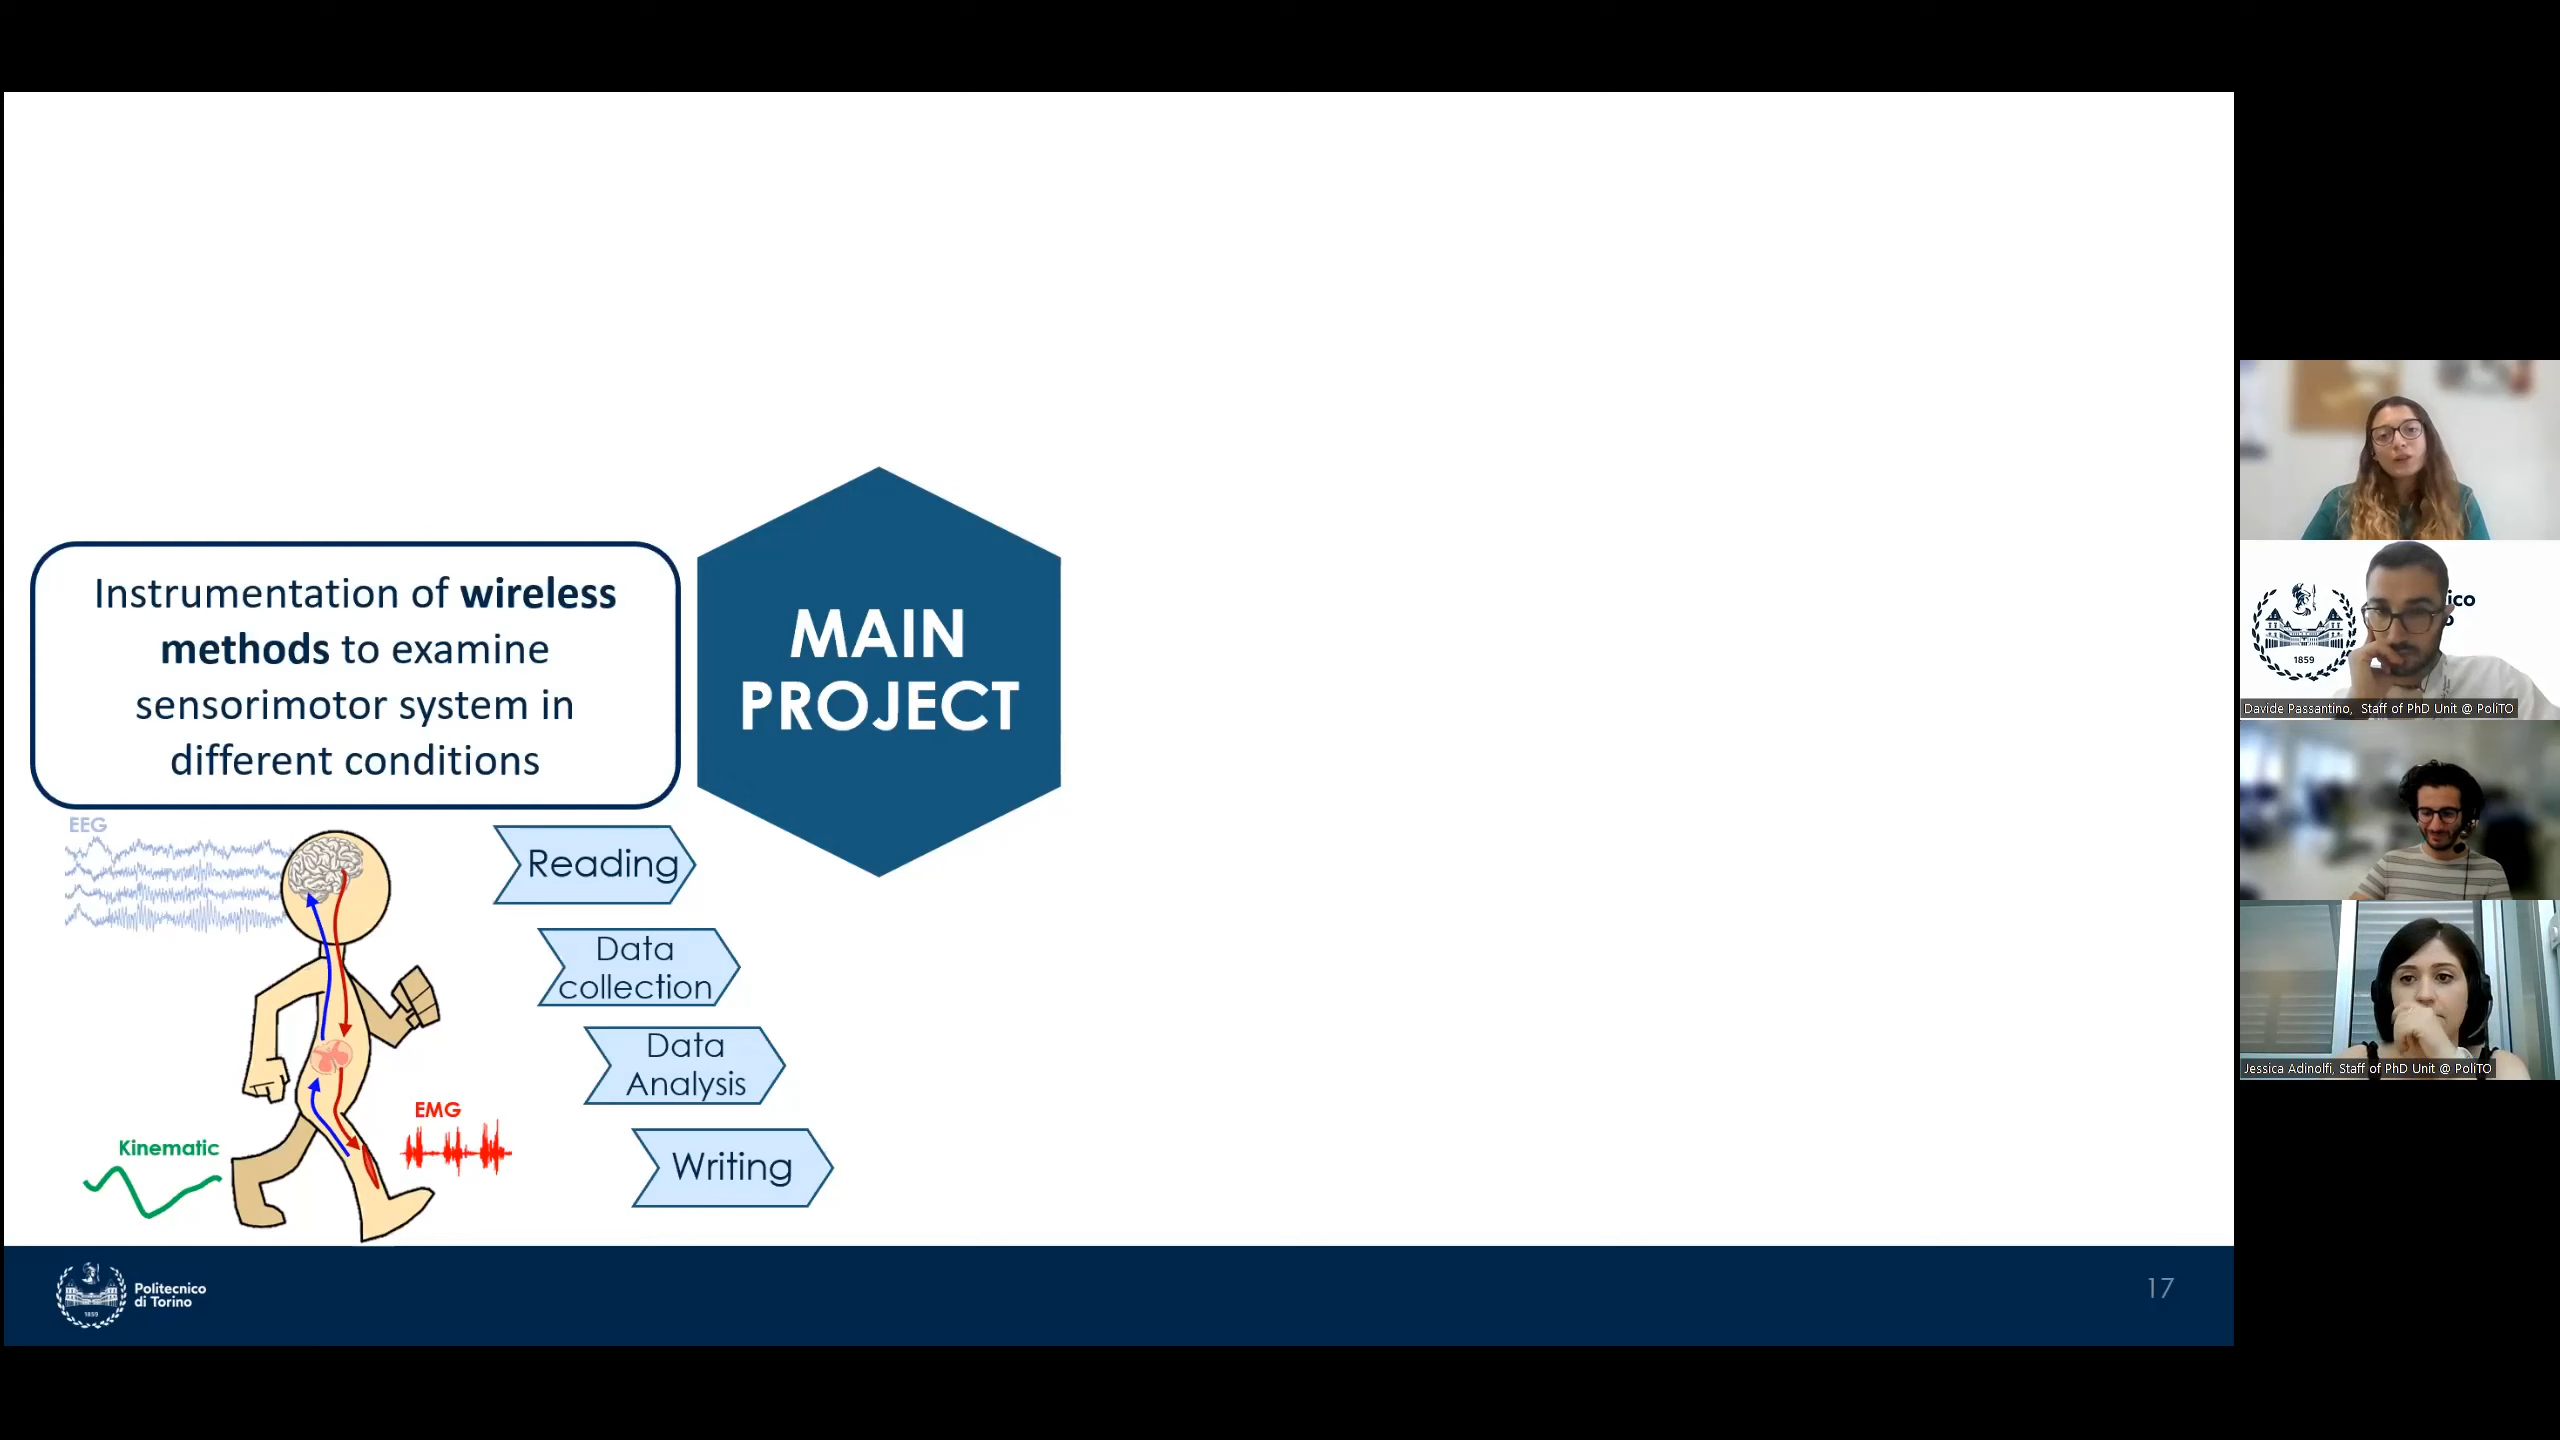 Instrumentation of wireless
methods to examine
sensorimotor system in
different conditions
MAIN
PROJECT
EEG
Reading
Data
collection
Data
Analysis
Writing
EMG
Kinematic
Politecnico
di Torino
1859
17
ico
o
1859
Davide Passantino, Staff of PhD Unit @ PoliTO
Jessica Adinolfi, Staff of PhD Unit @ PoliTO